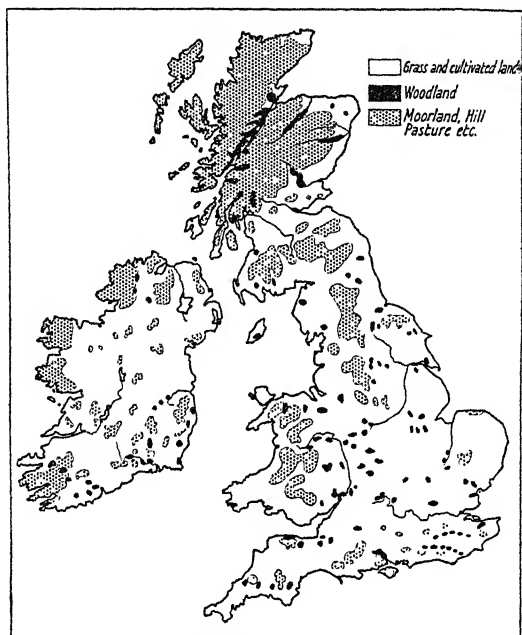 Grass and cultivated land
Woodland
Moorland, Hill
Pasture etc.